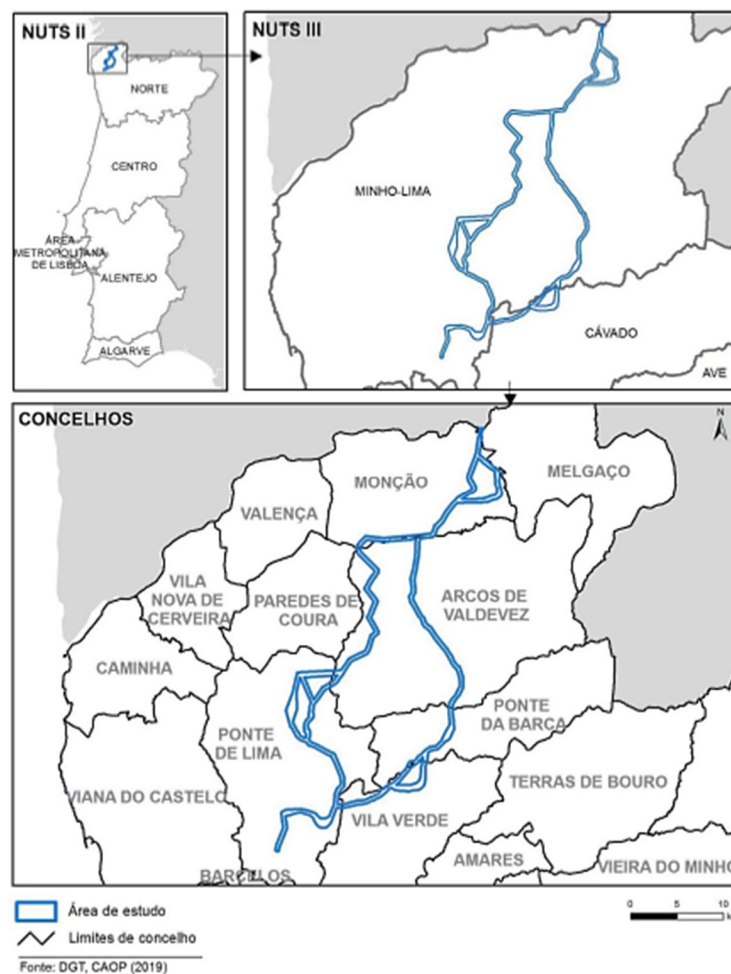 NUTS II
NORTE
CENTRO
ÁREA
METROPOLITANA
DE LISBOA
ALENTEJO
ALGARVE
NUTS III
MINHO-LIMA
CÁVADO
AVE
CONCELHOS
N
MELGAÇO
MONÇÃO
VALENÇA
VILA
NOVA DE
CERVEIRA
PAREDES DE
COURA
ARCOS DE
VALDEVEZ
CAMINHA
PONTE
DA BARCA
PONTE
DE LIMA
VIANA DO CASTELO
TERRAS DE BOURO
VILA VERDE
AMARES
BARCELOS
VIEIRA DO MINHO
Área de estudo
Limites de concelho
0 5 10
k
Fonte: DGT, CAOP (2019)